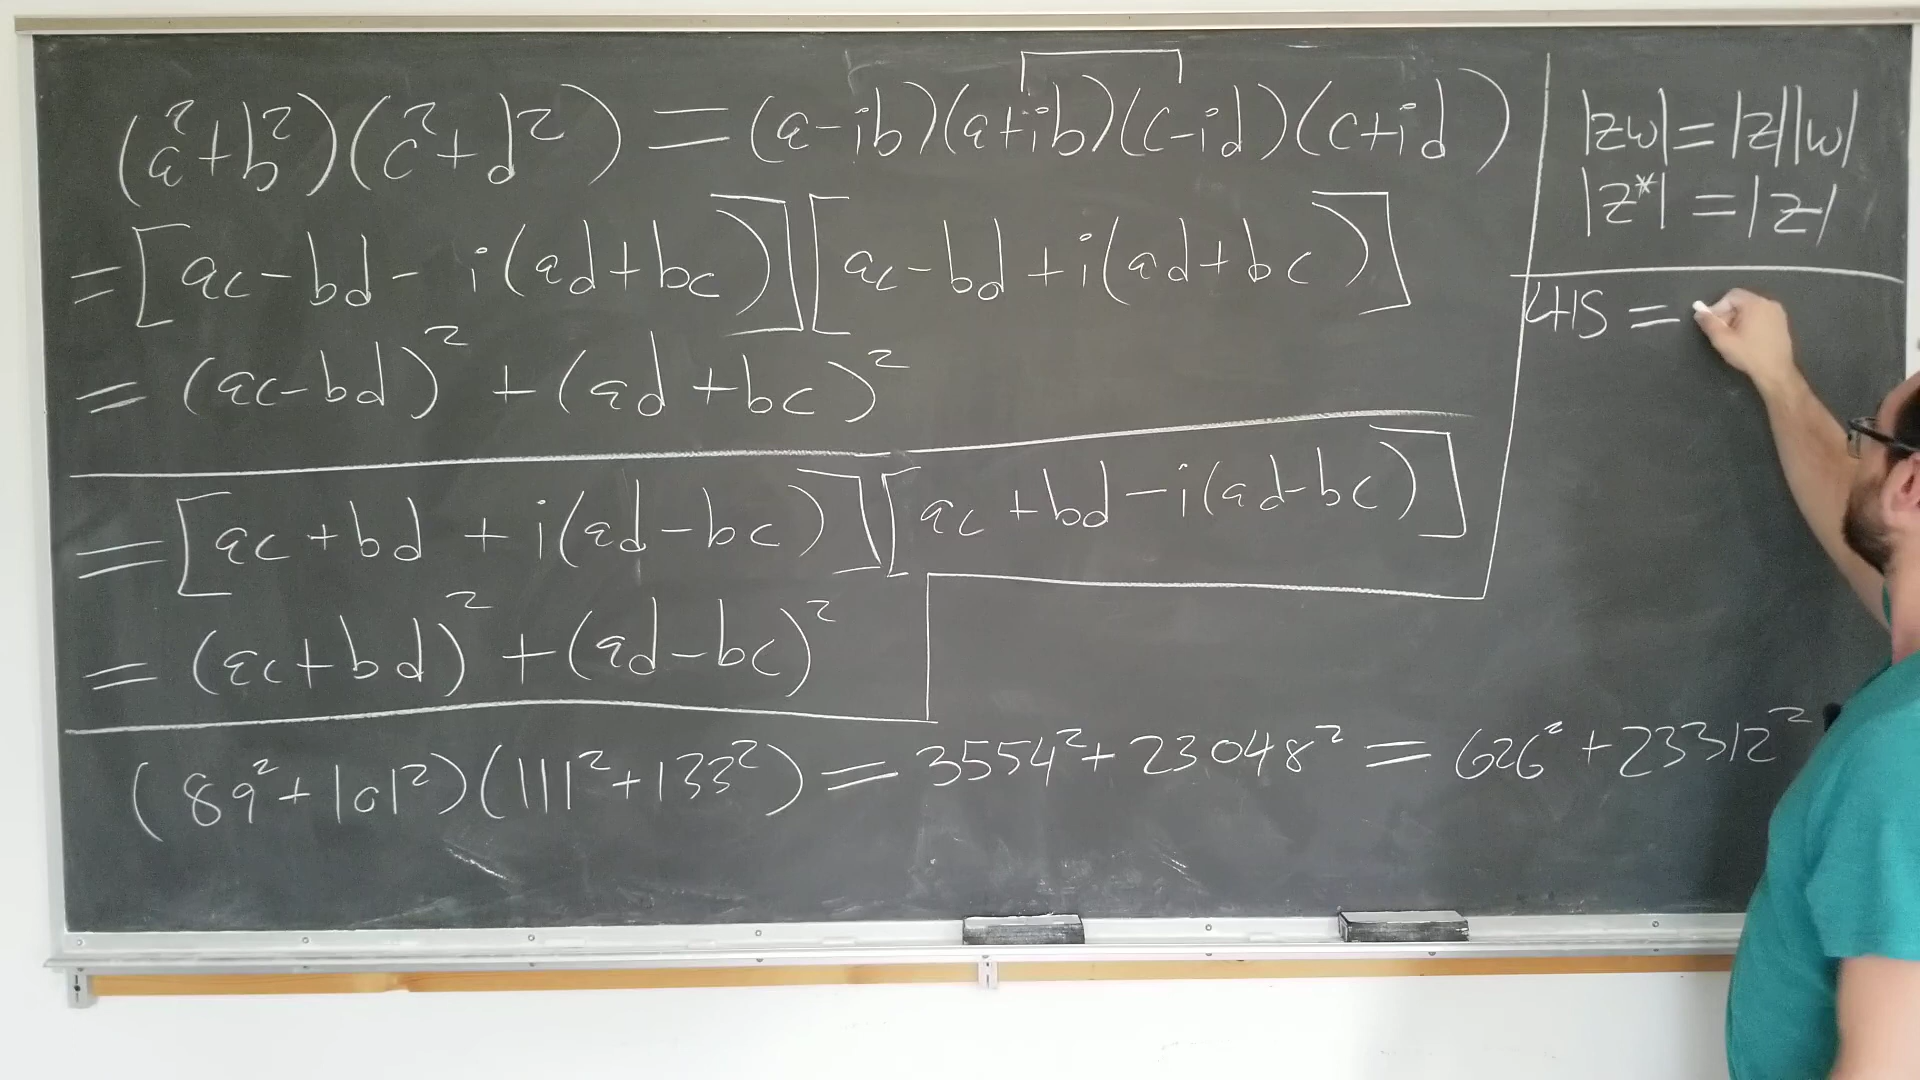 (a²+b²)(c²+d²) = (a-ib)(a+ib)(c-id)(c+id)
=[ac-bd-i(ad+bc)][ac-bd+i(ad+bc)]
= (ac-bd)² + (ad+bc)²
=[ac+bd+i(ad-bc)][ac+bd-i(ad-bc)]
= (ac+bd)² + (ad-bc)²
(89²+101²)(111²+133²) = 3554²+23048² = 626²+23312²
|zw|=|z||w|
|z*|=|z|
=